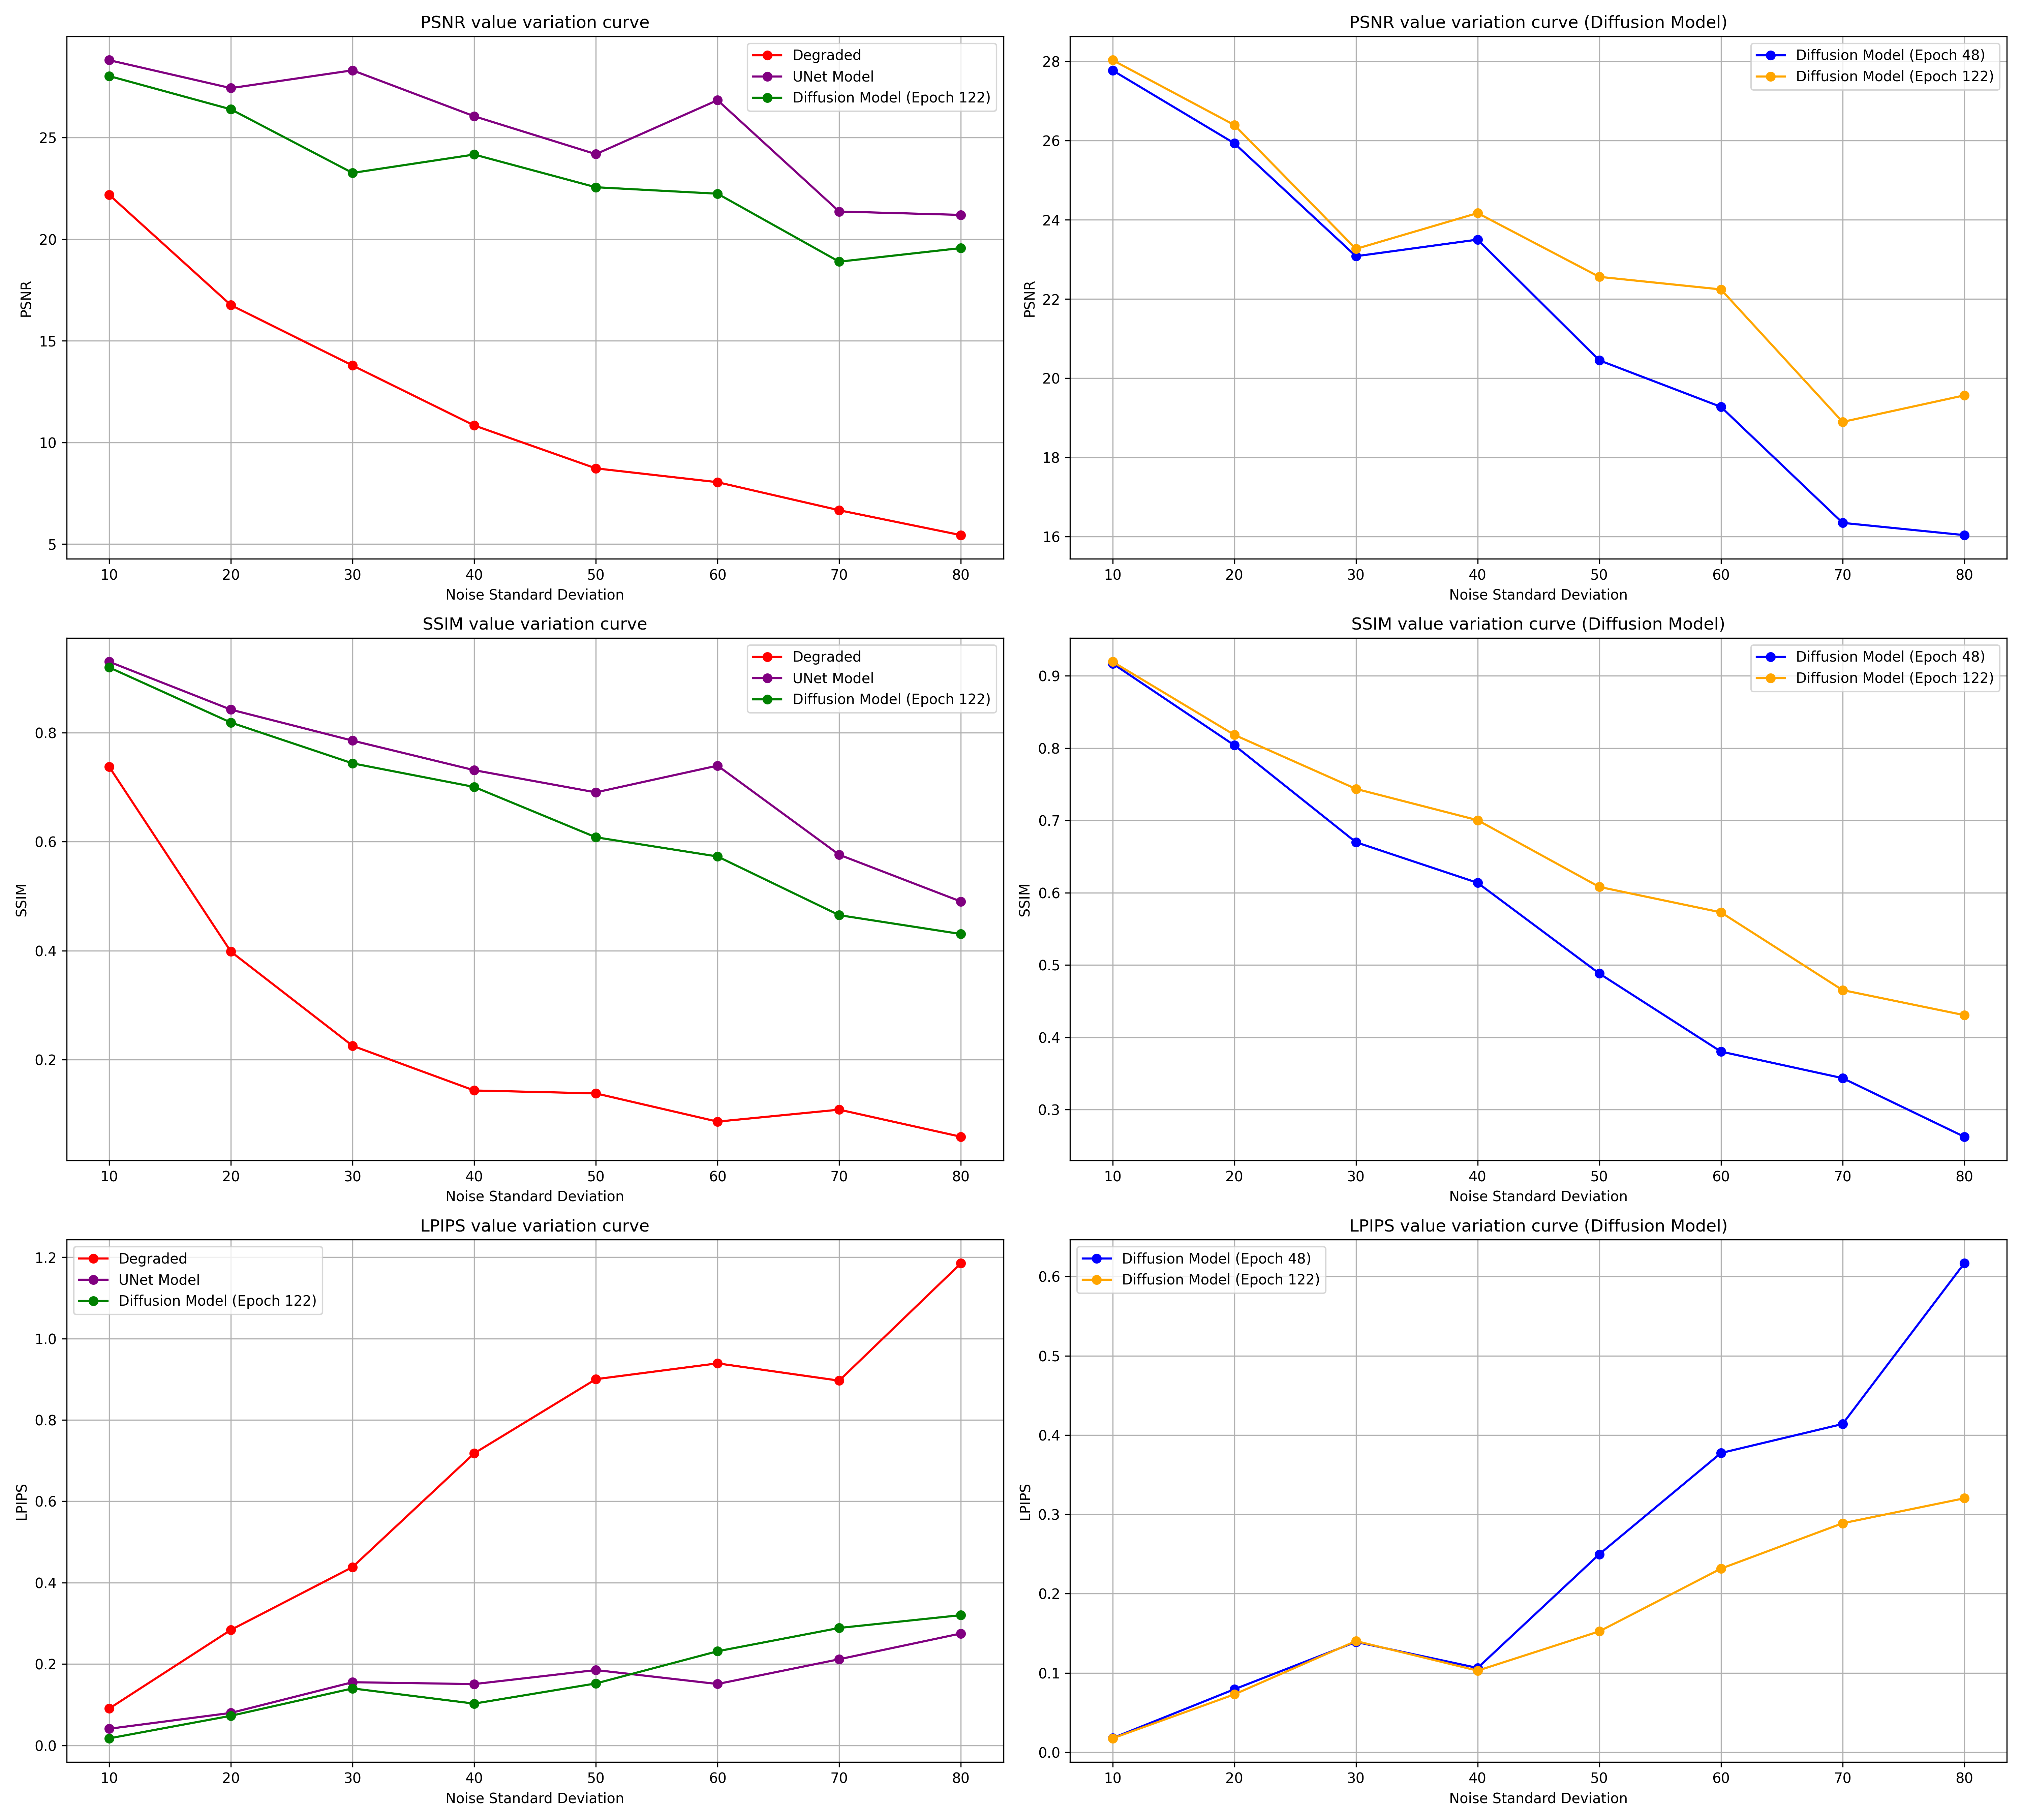 PSNR value variation curve
Degraded
UNet Model
Diffusion Model (Epoch 122)
PSNR
25
20
15
10
5
10 20 30 40 50 60 70 80
Noise Standard Deviation
PSNR value variation curve (Diffusion Model)
Diffusion Model (Epoch 48)
Diffusion Model (Epoch 122)
PSNR
28
26
24
22
20
18
16
10 20 30 40 50 60 70 80
Noise Standard Deviation
SSIM value variation curve
Degraded
UNet Model
Diffusion Model (Epoch 122)
SSIM
0.8
0.6
0.4
0.2
10 20 30 40 50 60 70 80
Noise Standard Deviation
SSIM value variation curve (Diffusion Model)
Diffusion Model (Epoch 48)
Diffusion Model (Epoch 122)
SSIM
0.9
0.8
0.7
0.6
0.5
0.4
0.3
10 20 30 40 50 60 70 80
Noise Standard Deviation
LPIPS value variation curve
Degraded
UNet Model
Diffusion Model (Epoch 122)
LPIPS
1.2
1.0
0.8
0.6
0.4
0.2
0.0
10 20 30 40 50 60 70 80
Noise Standard Deviation
LPIPS value variation curve (Diffusion Model)
Diffusion Model (Epoch 48)
Diffusion Model (Epoch 122)
LPIPS
0.6
0.5
0.4
0.3
0.2
0.1
0.0
10 20 30 40 50 60 70 80
Noise Standard Deviation